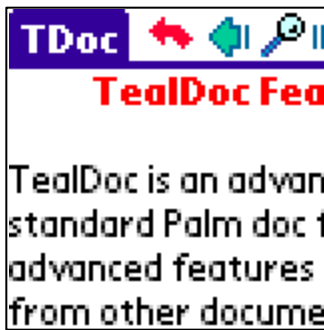 TDoc
TealDoc Fea
TealDoc is an advan
standard Palm doc f
advanced features
from other docume